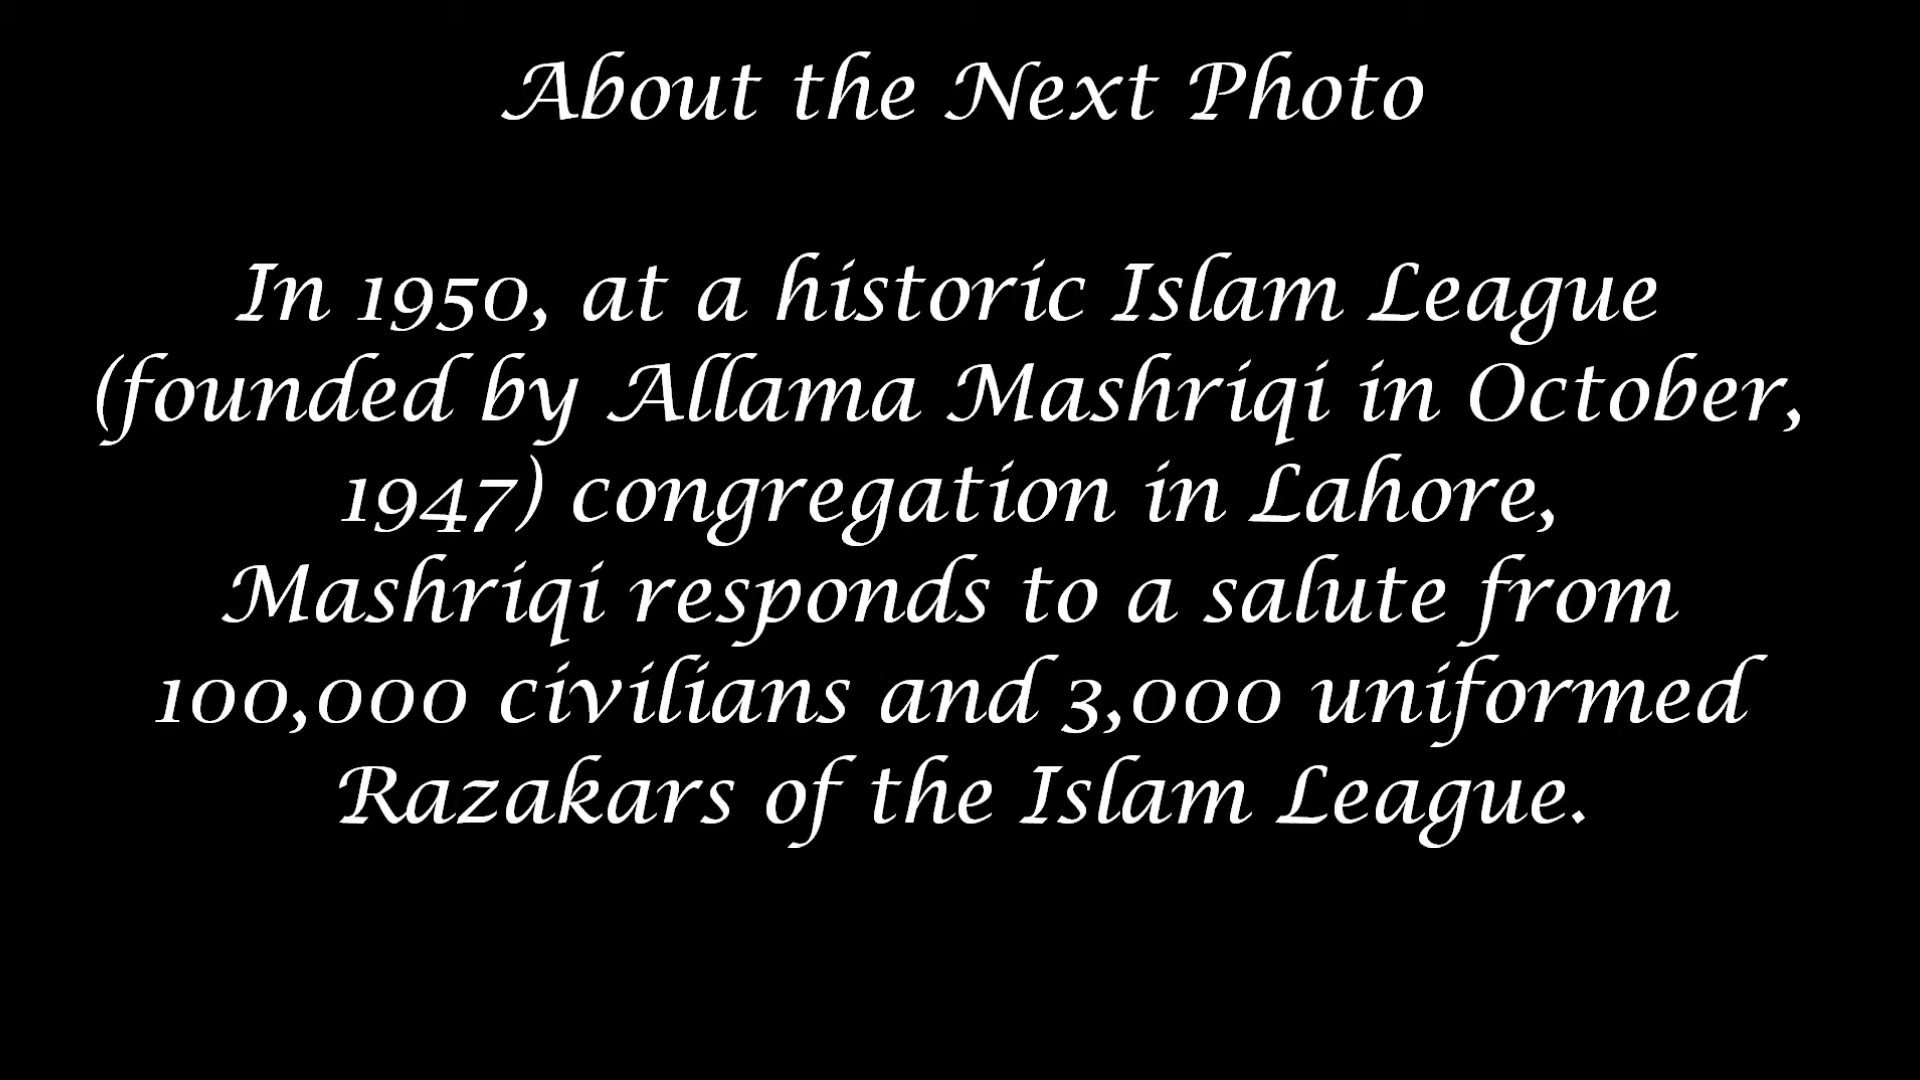 About the Next Photo
In 1950, at a historic Islam League
(founded by Allama Mashriqi in October,
1947) congregation in Lahore,
Mashriqi responds to a salute from
100,000 civilians and 3,000 uniformed
Razakars of the Islam League.